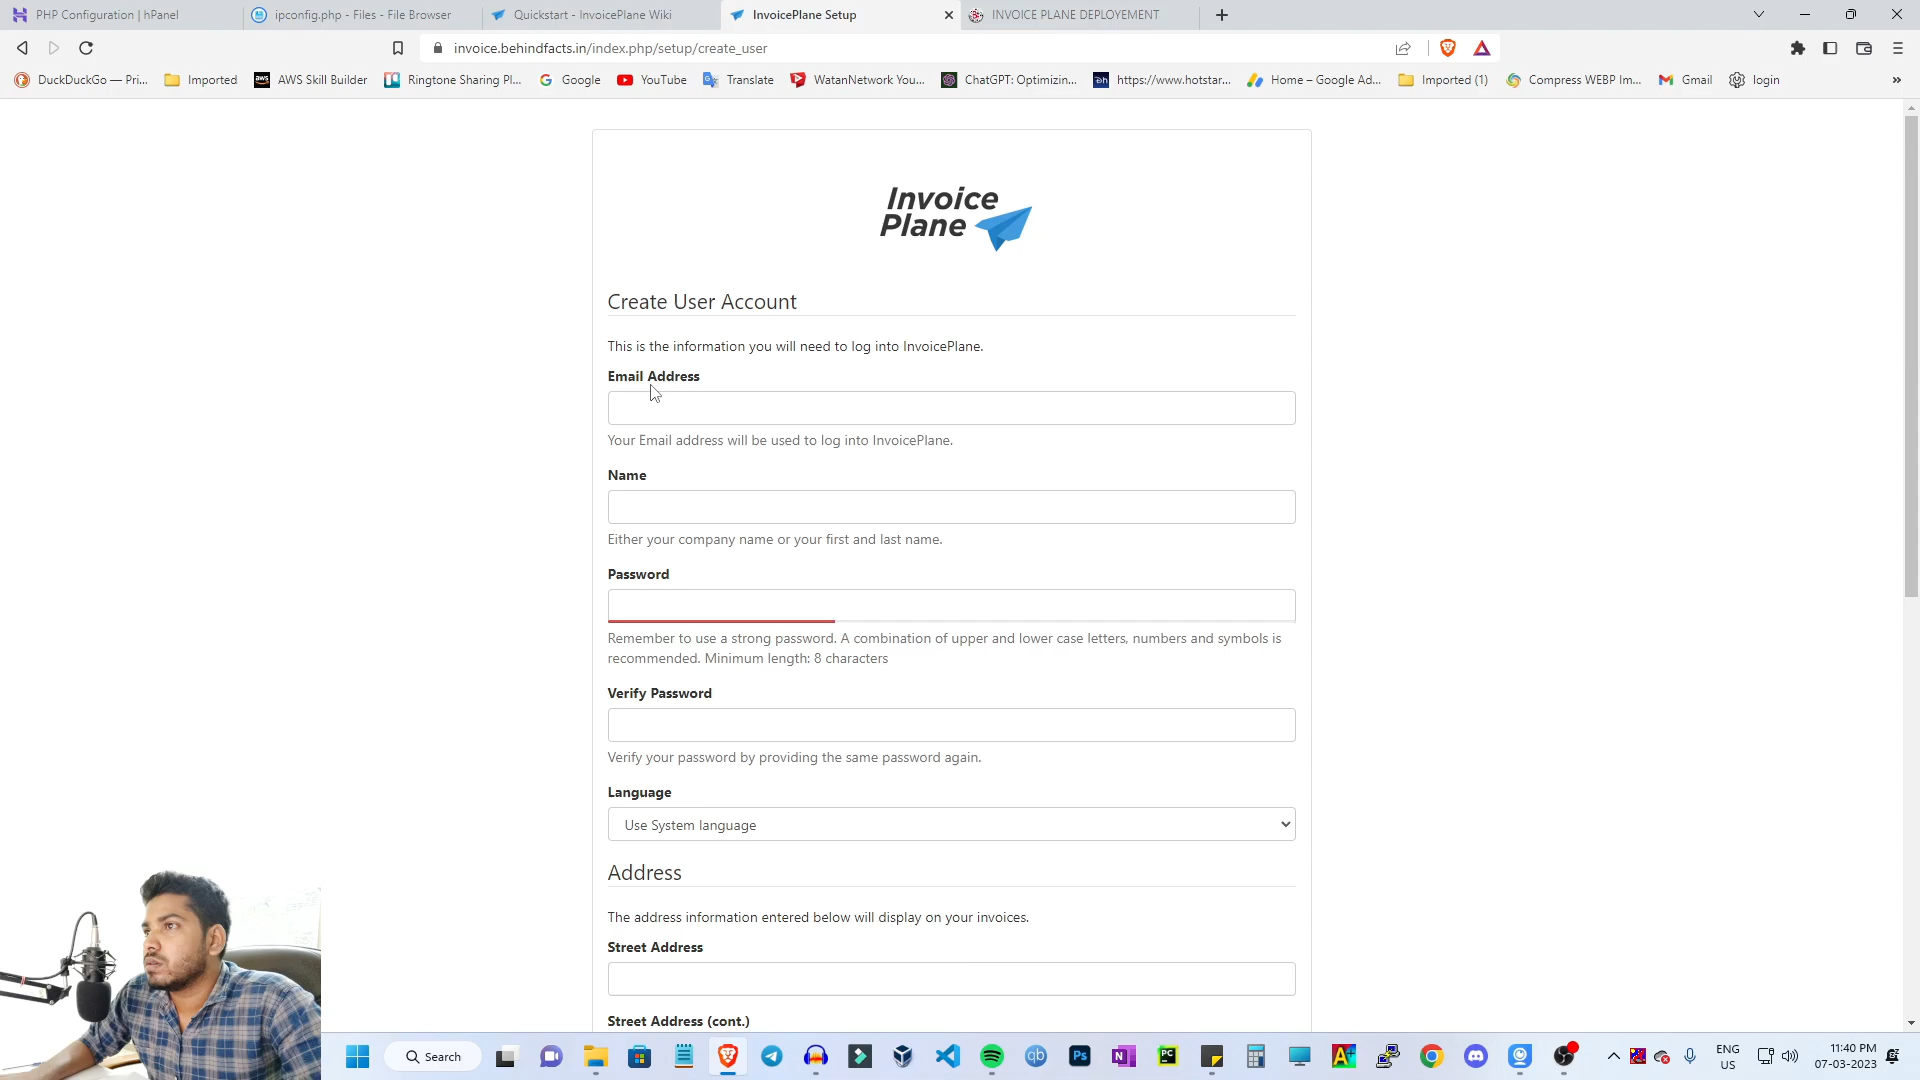 PHP Configuration | hPanel
ipconfig.php - Files - File Browser
Quickstart - InvoicePlane Wiki
InvoicePlane Setup
INVOICE PLANE DEPLOYEMENT
invoice.behindfacts.in/index.php/setup/create_user
DuckDuckGo — Pri...
Imported
AWS Skill Builder
Ringtone Sharing Pl...
Google
YouTube
Translate
WatanNetwork You...
ChatGPT: Optimizin...
https://www.hotstar...
Home – Google Ad...
Imported (1)
Compress WEBP Im...
Gmail
login
»
Invoice
Plane
Create User Account
This is the information you will need to log into InvoicePlane.
Email Address
Your Email address will be used to log into InvoicePlane.
Name
Either your company name or your first and last name.
Password
Remember to use a strong password. A combination of upper and lower case letters, numbers and symbols is
recommended. Minimum length: 8 characters
Verify Password
Verify your password by providing the same password again.
Language
Use System language
Address
The address information entered below will display on your invoices.
Street Address
Street Address (cont.)
Search
ENG
US
11:40 PM
07-03-2023